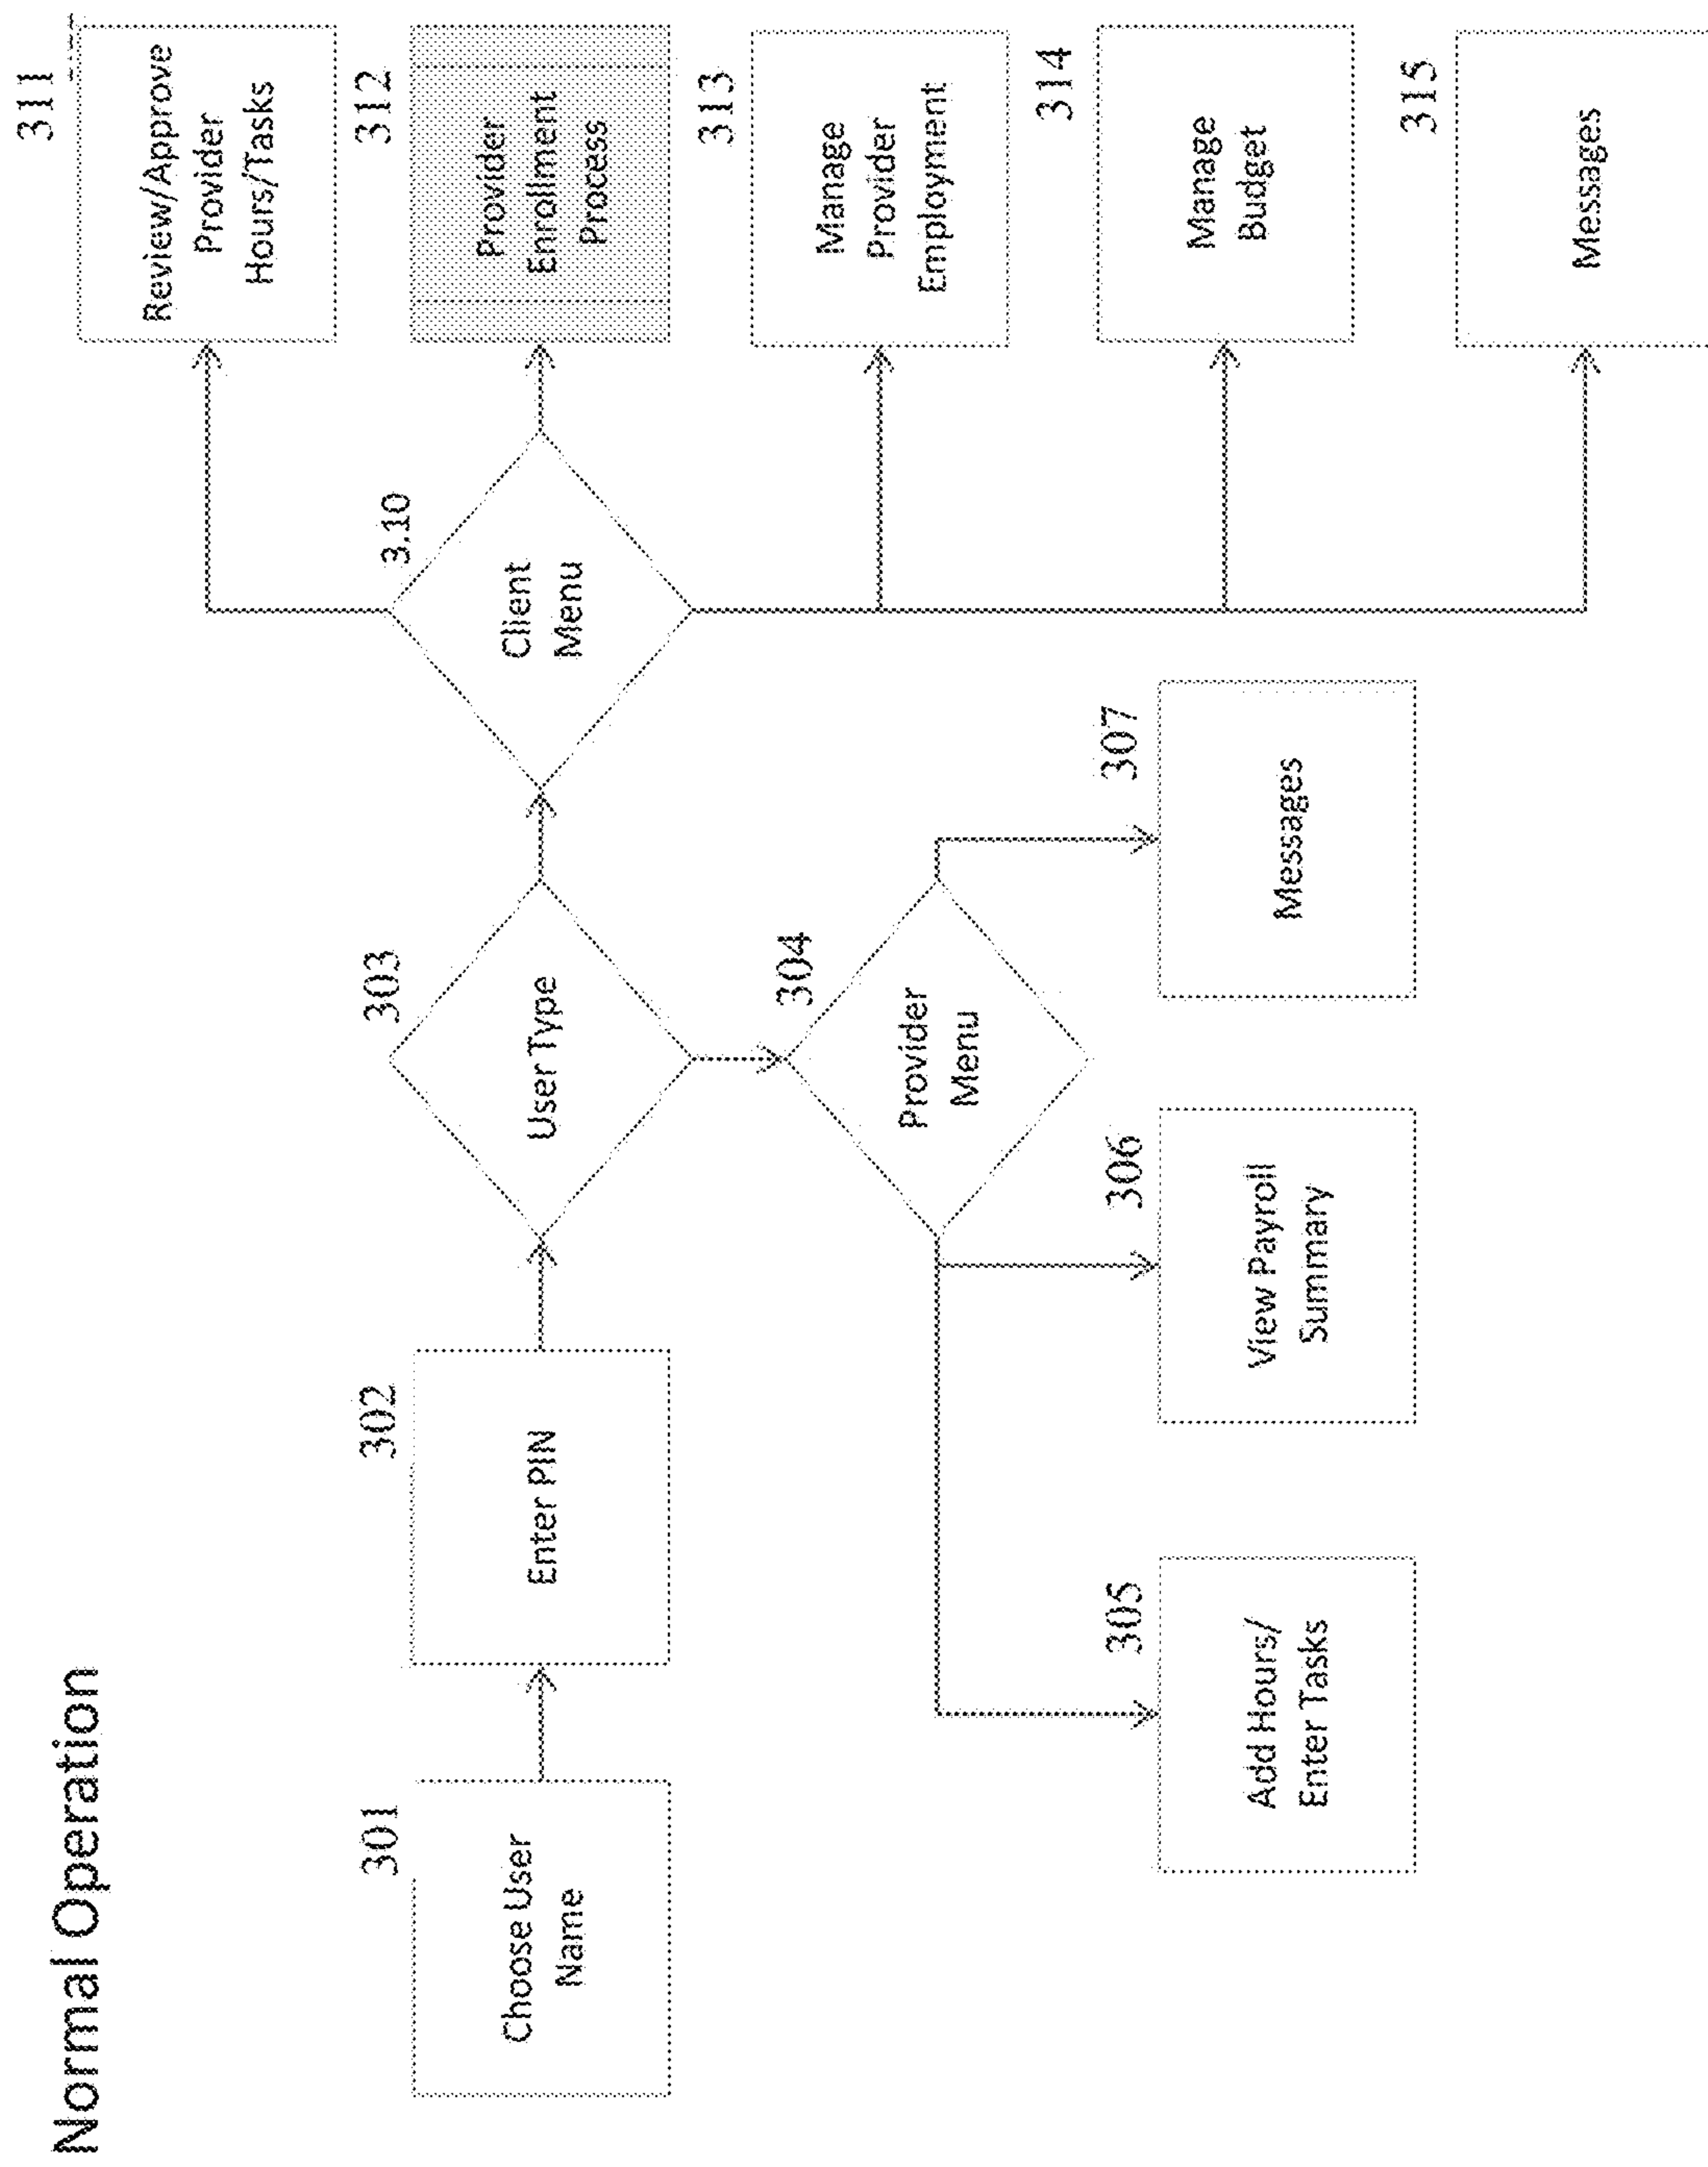 Normal Operation
301
Choose User
Name
302
Enter PIN
303
User Type
3.10
Client
Menu
311
Review/Approve
Provider
Hours/Tasks
312
Provider
Enrollment
Process
313
Manage
Provider
Employment
314
Manage
Budget
315
Messages
304
Provider
Menu
305
Add Hours/
Enter Tasks
306
View Payroll
Summary
307
Messages